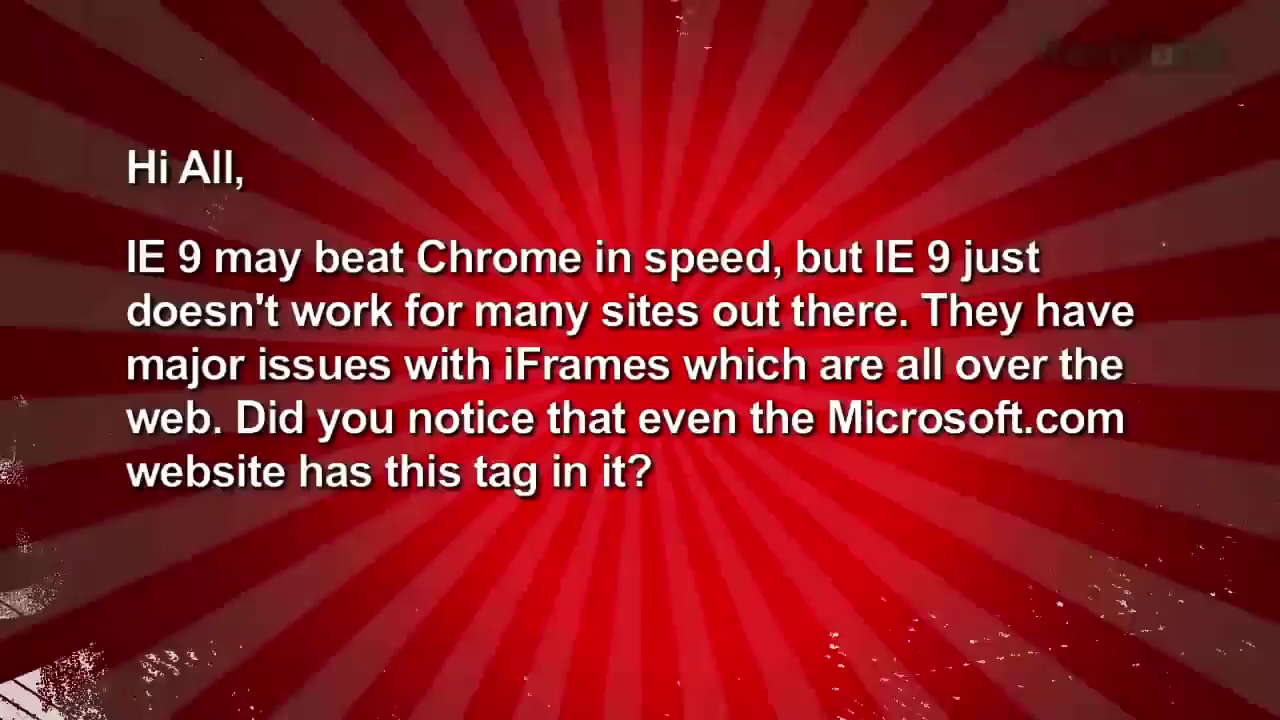 Hi All,
IE 9 may beat Chrome in speed, but IE 9 just
doesn't work for many sites out there. They have
major issues with iFrames which are all over the
web. Did you notice that even the Microsoft.com
website has this tag in it?